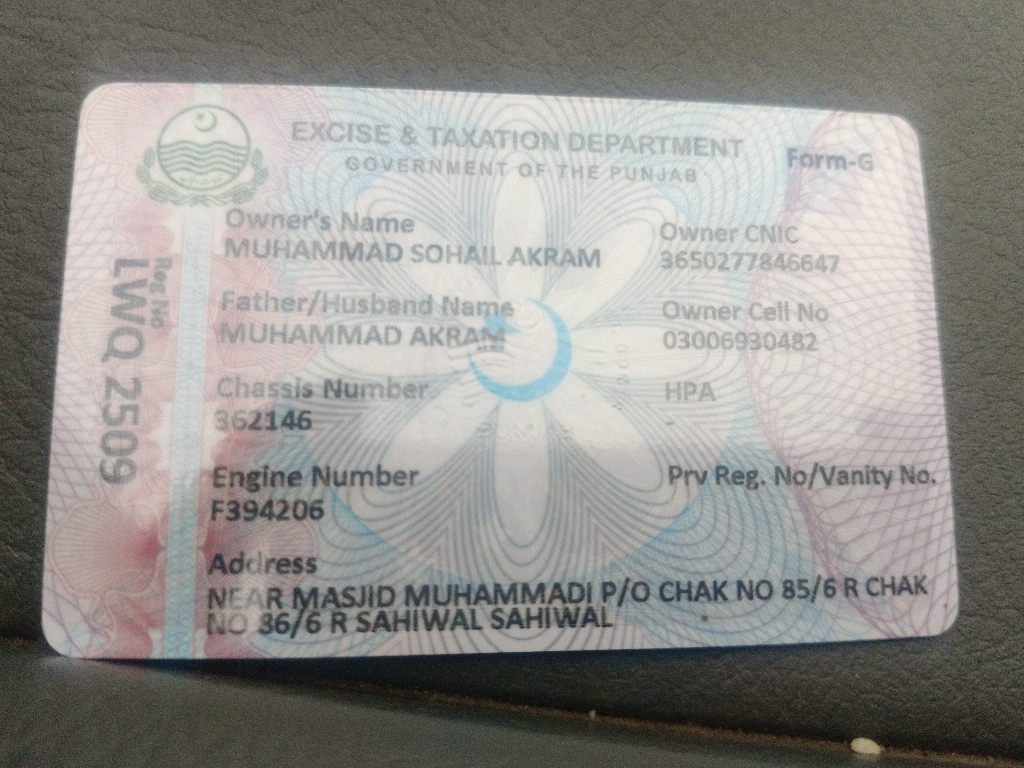 EXCISE & TAXATION DEPARTMENT
GOVERNMENT OF THE PUNJAB
Form-G
Reg No
LWQ 2509
Owner's Name
MUHAMMAD SOHAIL AKRAM
Owner CNIC
3650277846647
Father/Husband Name
MUHAMMAD AKRAM
Owner Cell No
03006930482
Chassis Number
362146
HPA
-
Engine Number
F394206
Prv Reg. No/Vanity No.
Address
NEAR MASJID MUHAMMADI P/O CHAK NO 85/6 R CHAK
NO 86/6 R SAHIWAL SAHIWAL